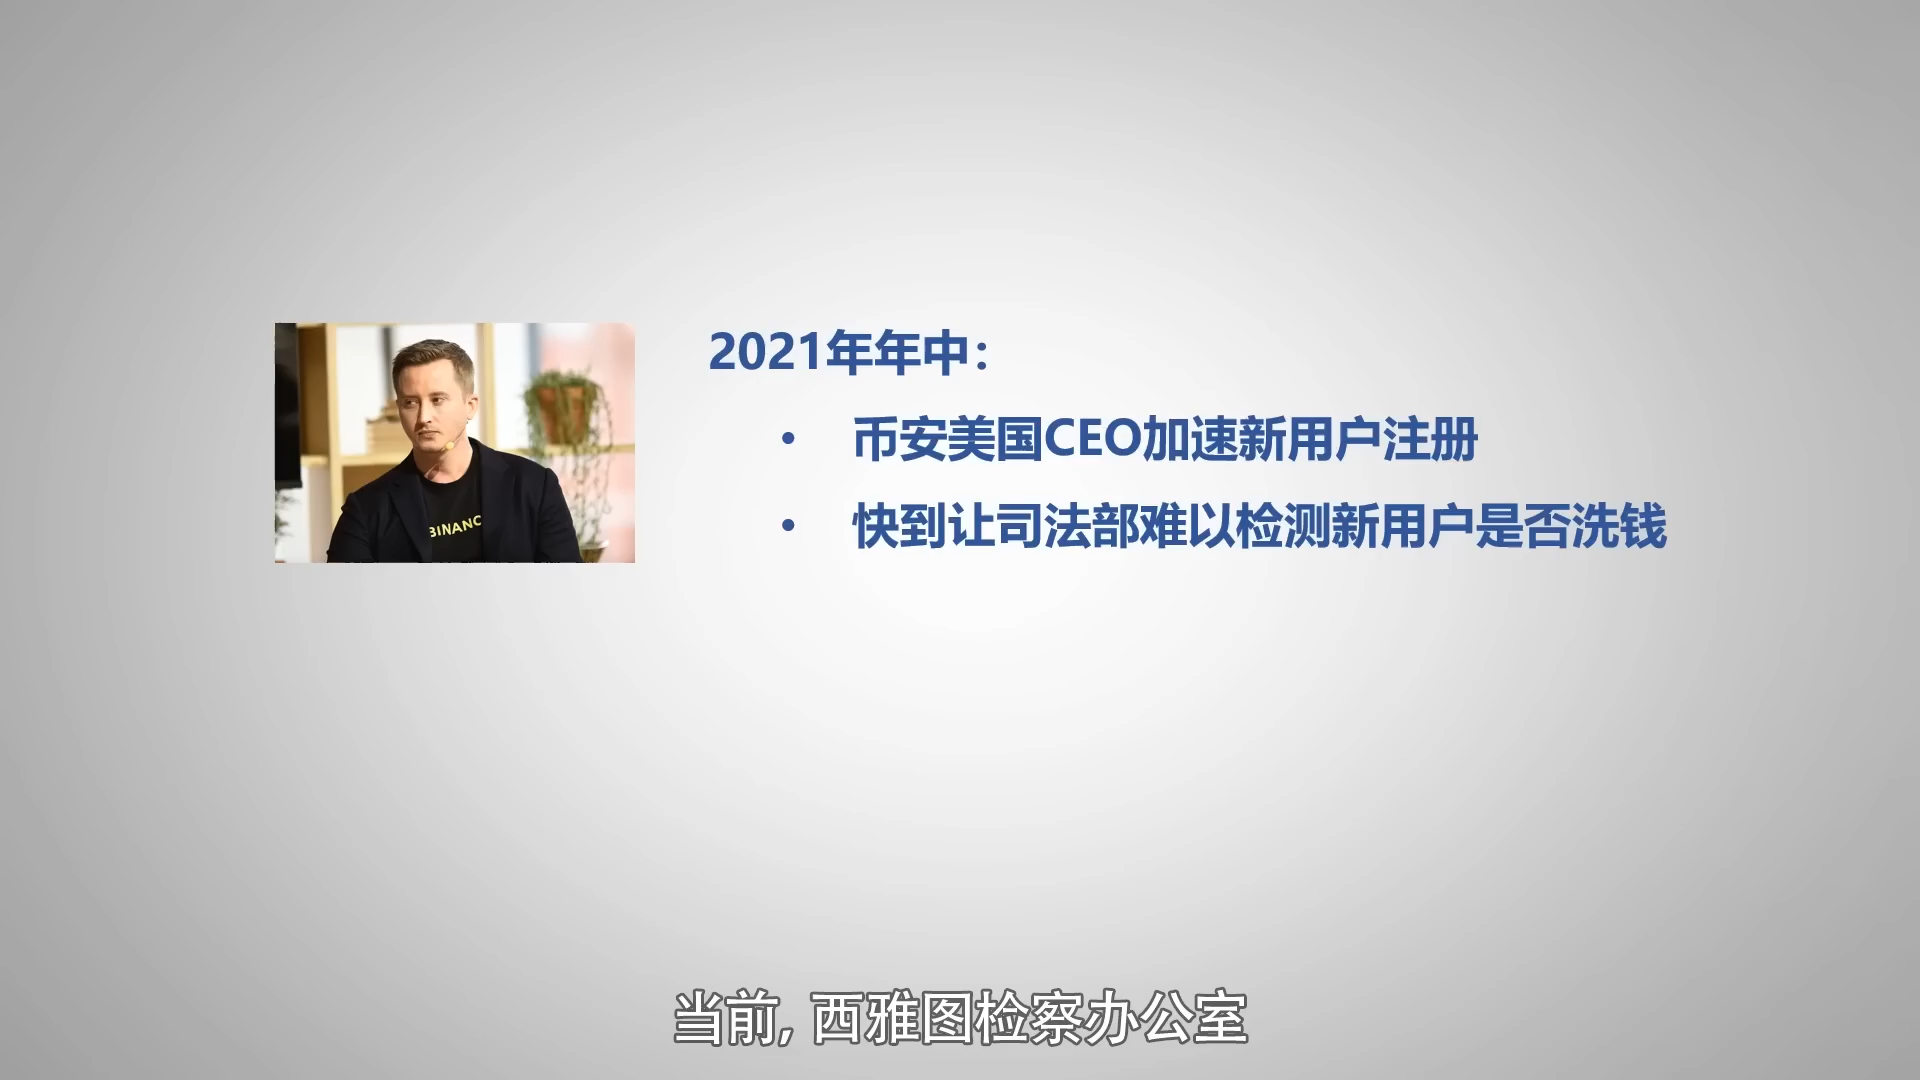 2021年年中：
• 币安美国CEO加速新用户注册
• 快到让司法部难以检测新用户是否洗钱
BINANC
当前, 西雅图检察办公室